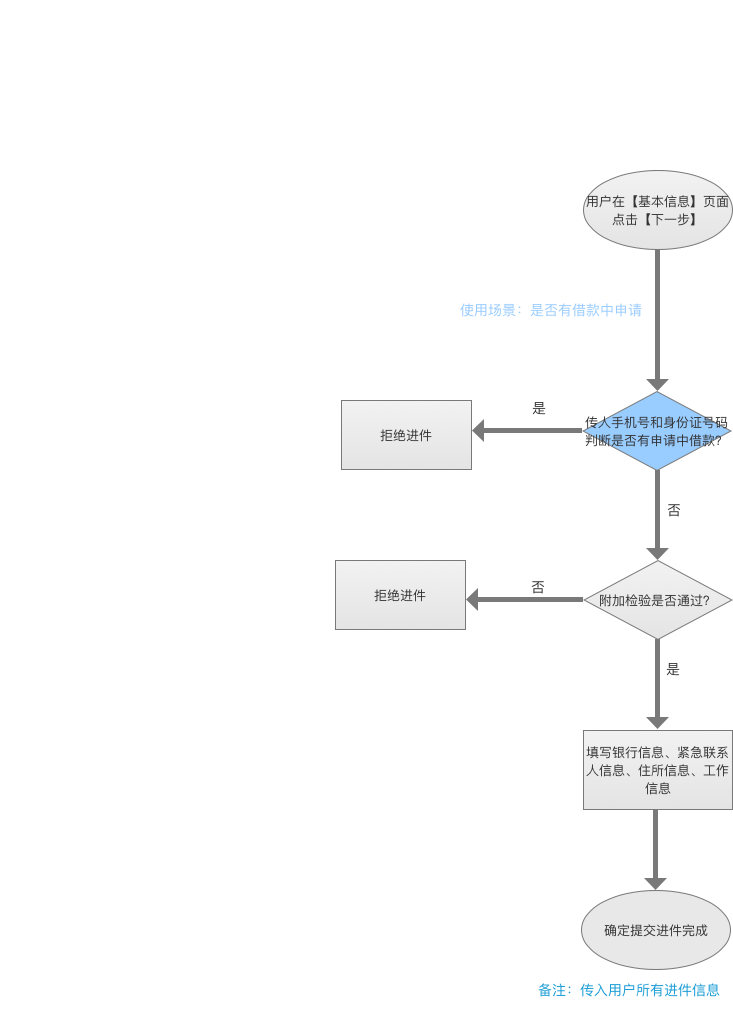 用户在【基本信息】页面
点击【下一步】
使用场景：是否有借款中申请
是
拒绝进件
传入手机号和身份证号码
判断是否有申请中借款?
否
否
拒绝进件
附加检验是否通过?
是
填写银行信息、紧急联系
人信息、住所信息、工作
信息
确定提交进件完成
备注：传入用户所有进件信息